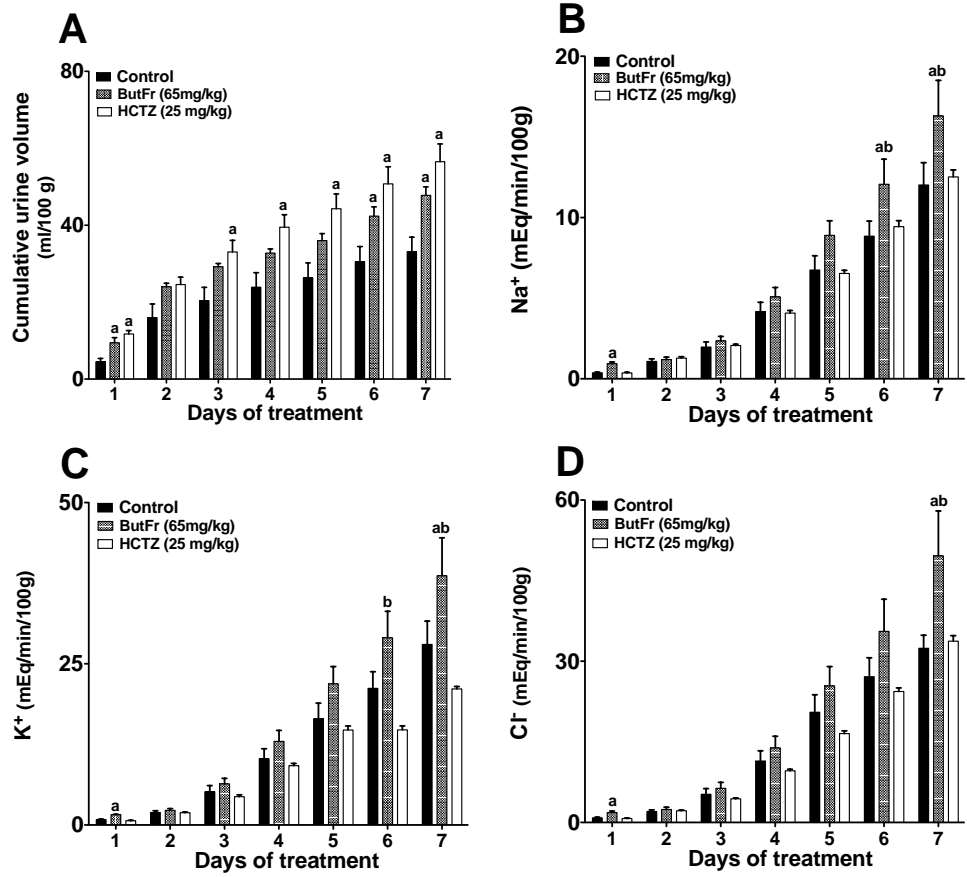 A
80
Control
ButFr (65mg/kg)
HCTZ (25 mg/kg)
Cumulative urine volume
(ml/100 g)
40
0
a a a a a a a a a
1 2 3 4 5 6 7
Days of treatment
B
20
Control
ButFr (65mg/kg)
HCTZ (25 mg/kg)
Na⁺ (mEq/min/100g)
10
0
a ab ab
1 2 3 4 5 6 7
Days of treatment
C
50
Control
ButFr (65mg/kg)
HCTZ (25 mg/kg)
K⁺ (mEq/min/100g)
25
0
a b ab
1 2 3 4 5 6 7
Days of treatment
D
60
Control
ButFr (65mg/kg)
HCTZ (25 mg/kg)
Cl⁻ (mEq/min/100g)
30
0
a ab
1 2 3 4 5 6 7
Days of treatment